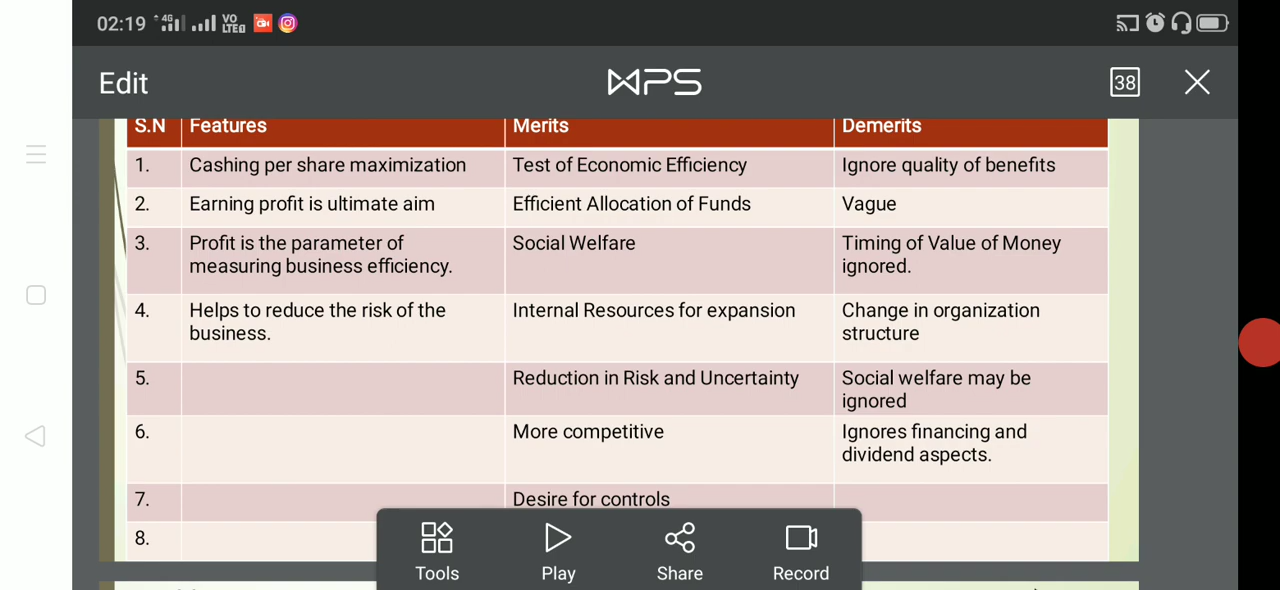 02:19 4G VO LTE
Edit WPS 38
S.N Features Merits Demerits
1. Cashing per share maximization Test of Economic Efficiency Ignore quality of benefits
2. Earning profit is ultimate aim Efficient Allocation of Funds Vague
3. Profit is the parameter of Social Welfare Timing of Value of Money
measuring business efficiency. ignored.
4. Helps to reduce the risk of the Internal Resources for expansion Change in organization
business. structure
5. Reduction in Risk and Uncertainty Social welfare may be
ignored
6. More competitive Ignores financing and
dividend aspects.
7. Desire for controls
8.
Tools Play Share Record